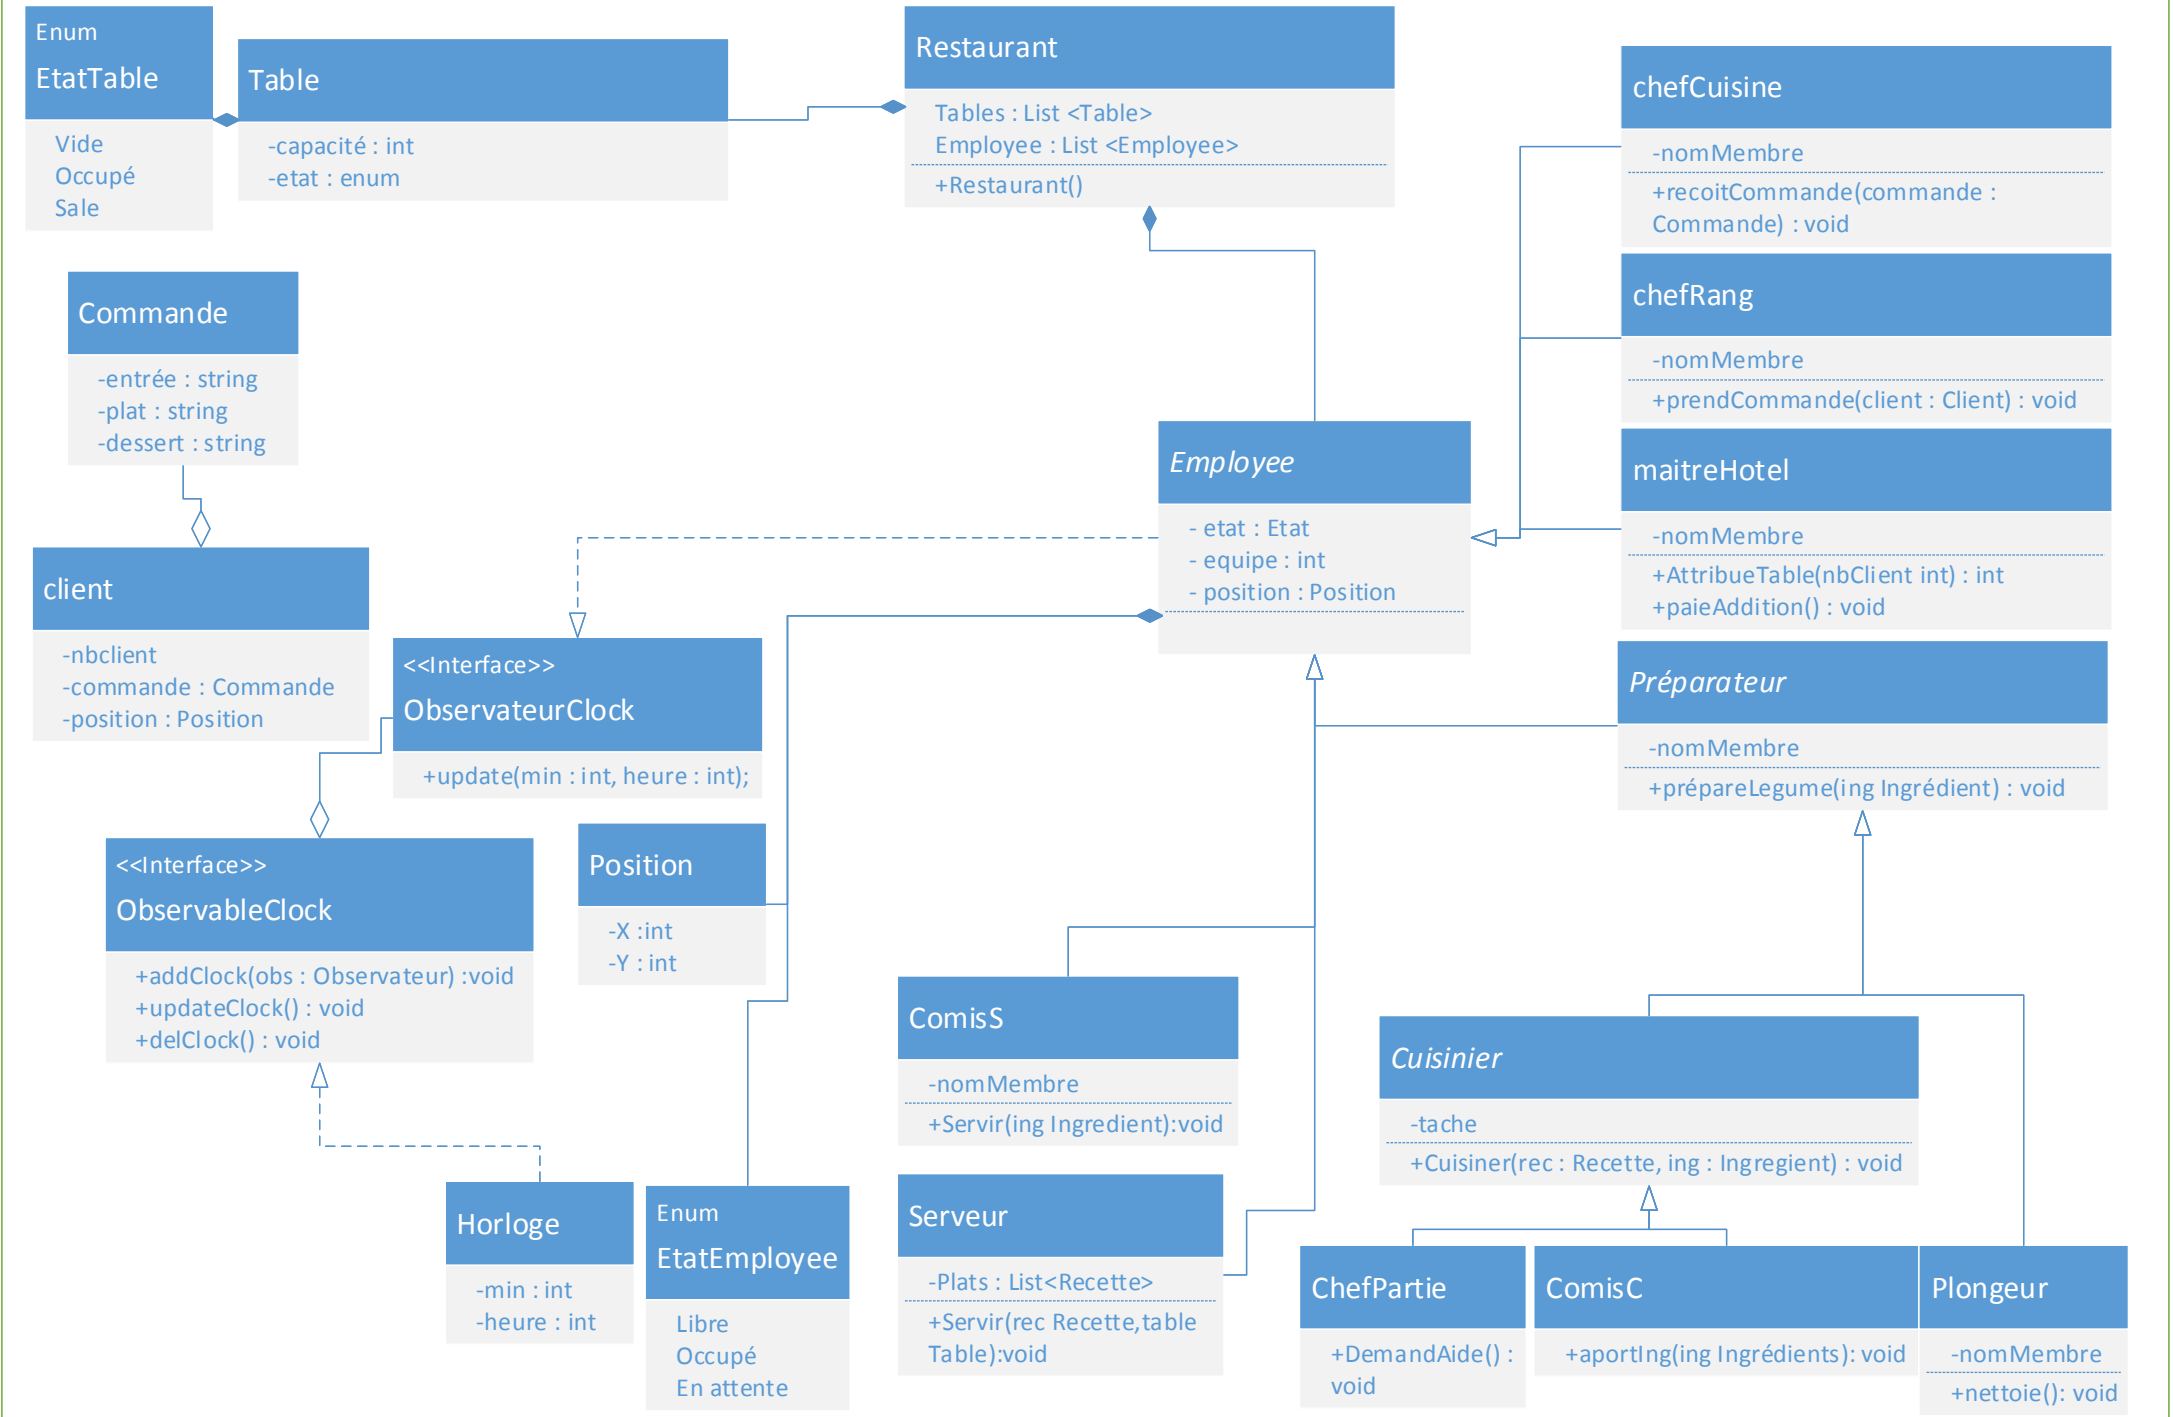 Enum
EtatTable
Vide
Occupé
Sale
Table
-capacité : int
-etat : enum
Restaurant
Tables : List <Table>
Employee : List <Employee>
+Restaurant()
chefCuisine
-nomMembre
+recoitCommande(commande :
Commande) : void
chefRang
-nomMembre
+prendCommande(client : Client) : void
maitreHotel
-nomMembre
+AttribueTable(nbClient int) : int
+paieAddition() : void
Commande
-entrée : string
-plat : string
-dessert : string
client
-nbclient
-commande : Commande
-position : Position
Employee
- etat : Etat
- equipe : int
- position : Position
<<Interface>>
ObservateurClock
+update(min : int, heure : int);
Préparateur
-nomMembre
+prépareLegume(ing Ingrédient) : void
<<Interface>>
ObservableClock
+addClock(obs : Observateur) :void
+updateClock() : void
+delClock() : void
Position
-X :int
-Y : int
ComisS
-nomMembre
+Servir(ing Ingredient):void
Cuisinier
-tache
+Cuisiner(rec : Recette, ing : Ingregient) : void
Horloge
-min : int
-heure : int
Enum
EtatEmployee
Libre
Occupé
En attente
Serveur
-Plats : List<Recette>
+Servir(rec Recette,table
Table):void
ChefPartie
+DemandAide() :
void
ComisC
+aportIng(ing Ingrédients): void
Plongeur
-nomMembre
+nettoie(): void